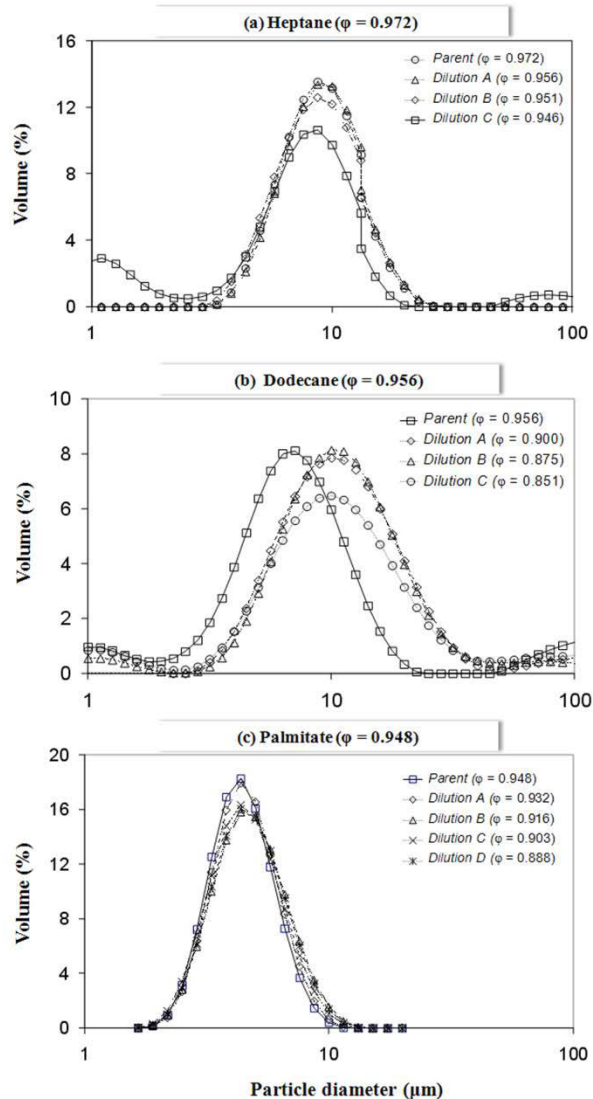 (a) Heptane (φ = 0.972)
16
12
8
4
0
Volume (%)
Parent (φ = 0.972)
Dilution A (φ = 0.956)
Dilution B (φ = 0.951)
Dilution C (φ = 0.946)
1
10
100
(b) Dodecane (φ = 0.956)
10
8
6
4
2
0
Volume (%)
Parent (φ = 0.956)
Dilution A (φ = 0.900)
Dilution B (φ = 0.875)
Dilution C (φ = 0.851)
1
10
100
(c) Palmitate (φ = 0.948)
20
16
12
8
4
0
Volume (%)
Parent (φ = 0.948)
Dilution A (φ = 0.932)
Dilution B (φ = 0.916)
Dilution C (φ = 0.903)
Dilution D (φ = 0.888)
1
10
100
Particle diameter (µm)